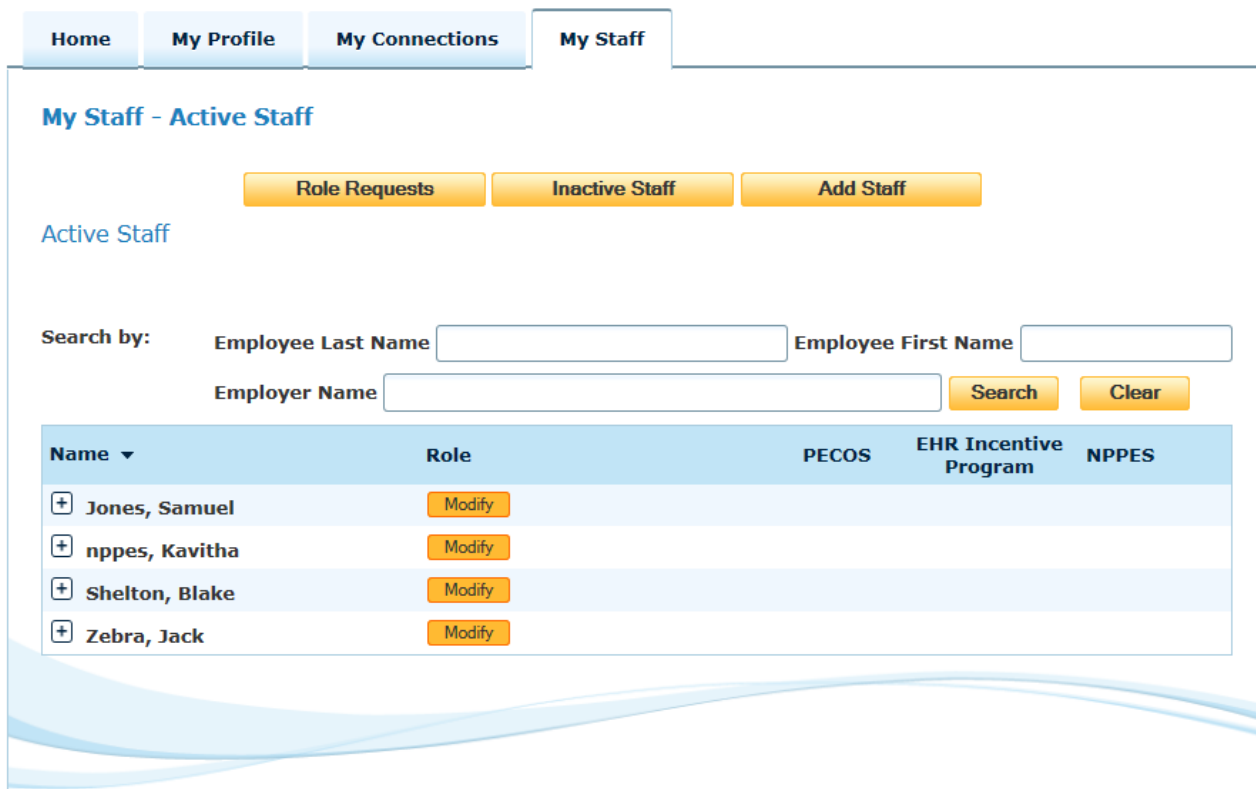 Home My Profile My Connections My Staff
My Staff - Active Staff
Role Requests Inactive Staff Add Staff
Active Staff
Search by: Employee Last Name Employee First Name
Employer Name Search Clear
Name Role PECOS EHR Incentive Program NPPES
Jones, Samuel Modify
nppes, Kavitha Modify
Shelton, Blake Modify
Zebra, Jack Modify